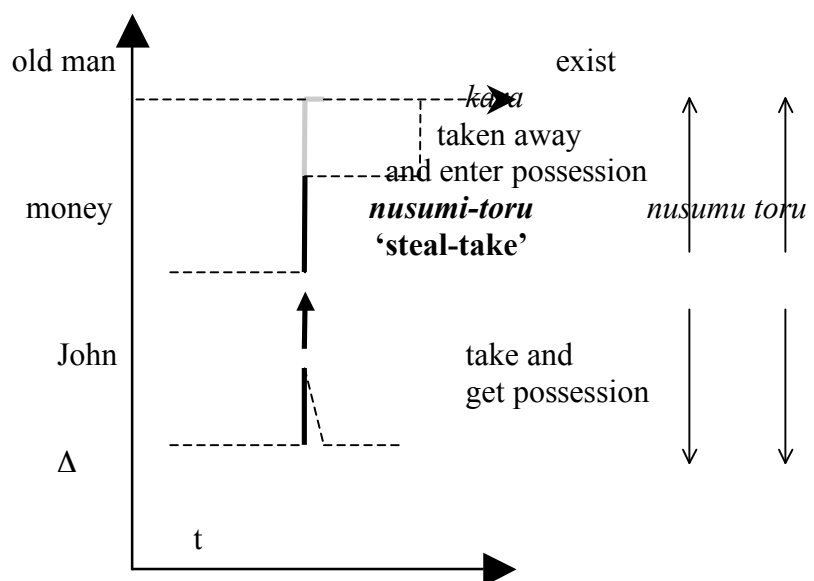 old man exist
kara
taken away
and enter possession
money nusumi-toru nusumu toru
‘steal-take’
John take and
get possession
Δ
t